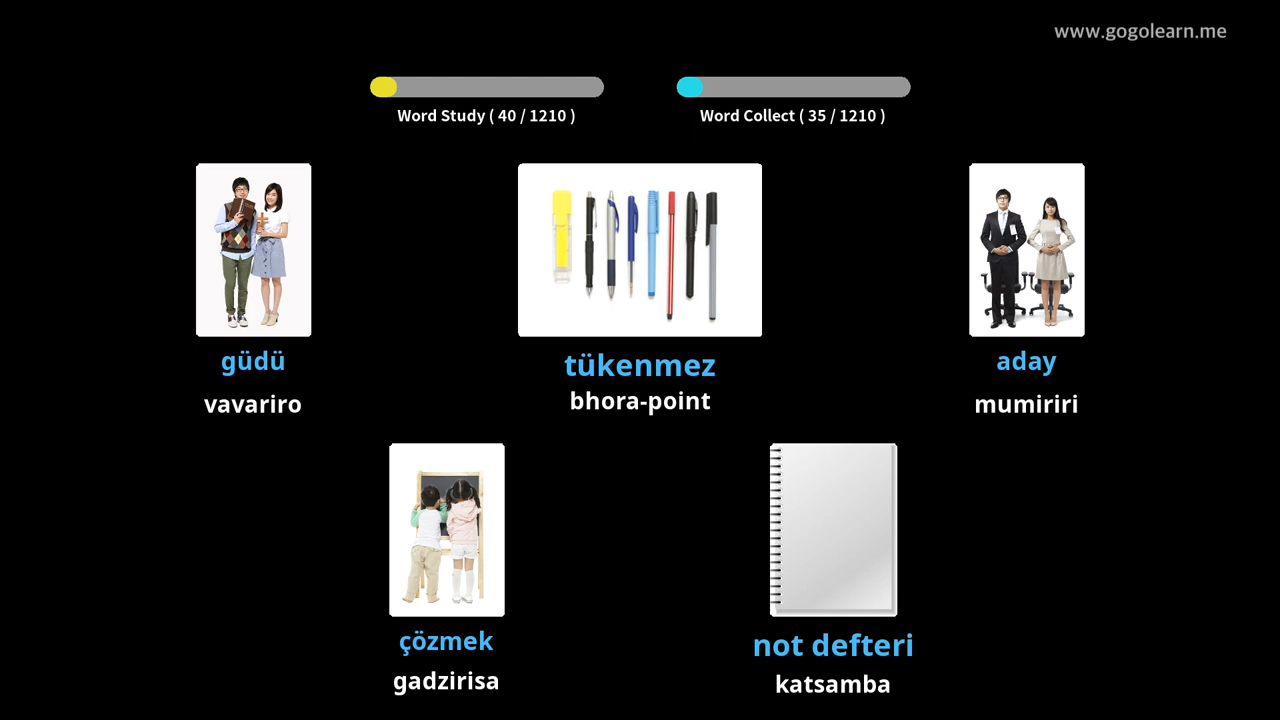 www.gogolearn.me
Word Study ( 40 / 1210 )
Word Collect ( 35 / 1210 )
güdü
vavariro
tükenmez
bhora-point
aday
mumiriri
çözmek
gadzirisa
not defteri
katsamba